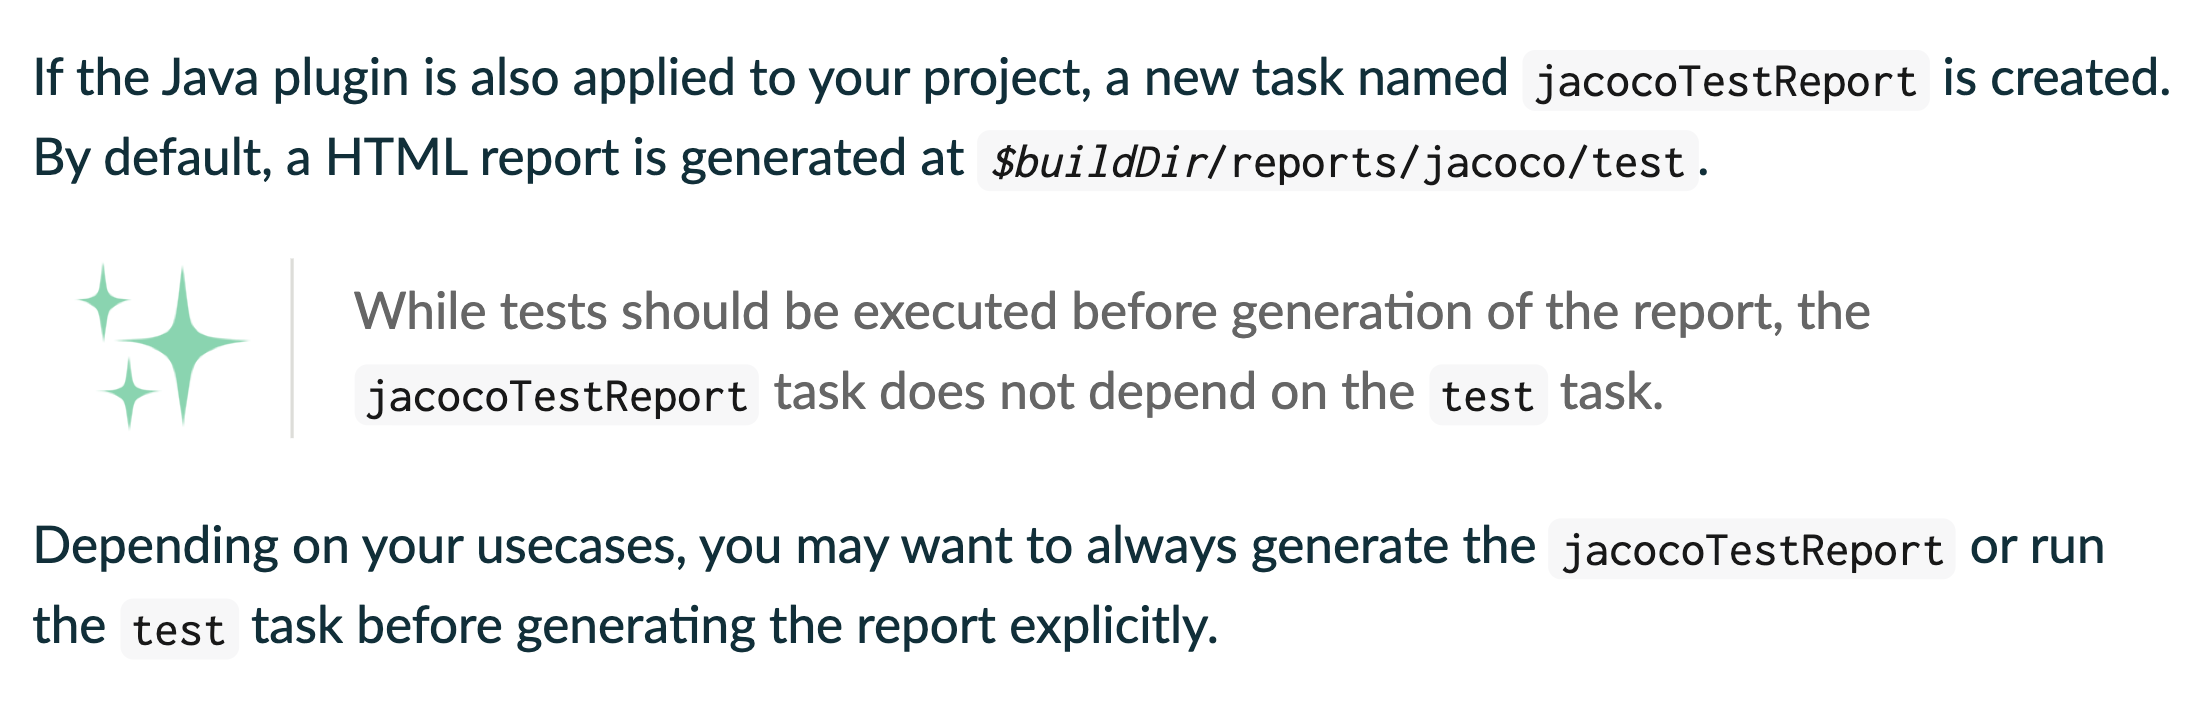 If the Java plugin is also applied to your project, a new task named jacocoTestReport is created.
By default, a HTML report is generated at $buildDir/reports/jacoco/test.
While tests should be executed before generation of the report, the
jacocoTestReport task does not depend on the test task.
Depending on your usecases, you may want to always generate the jacocoTestReport or run
the test task before generating the report explicitly.